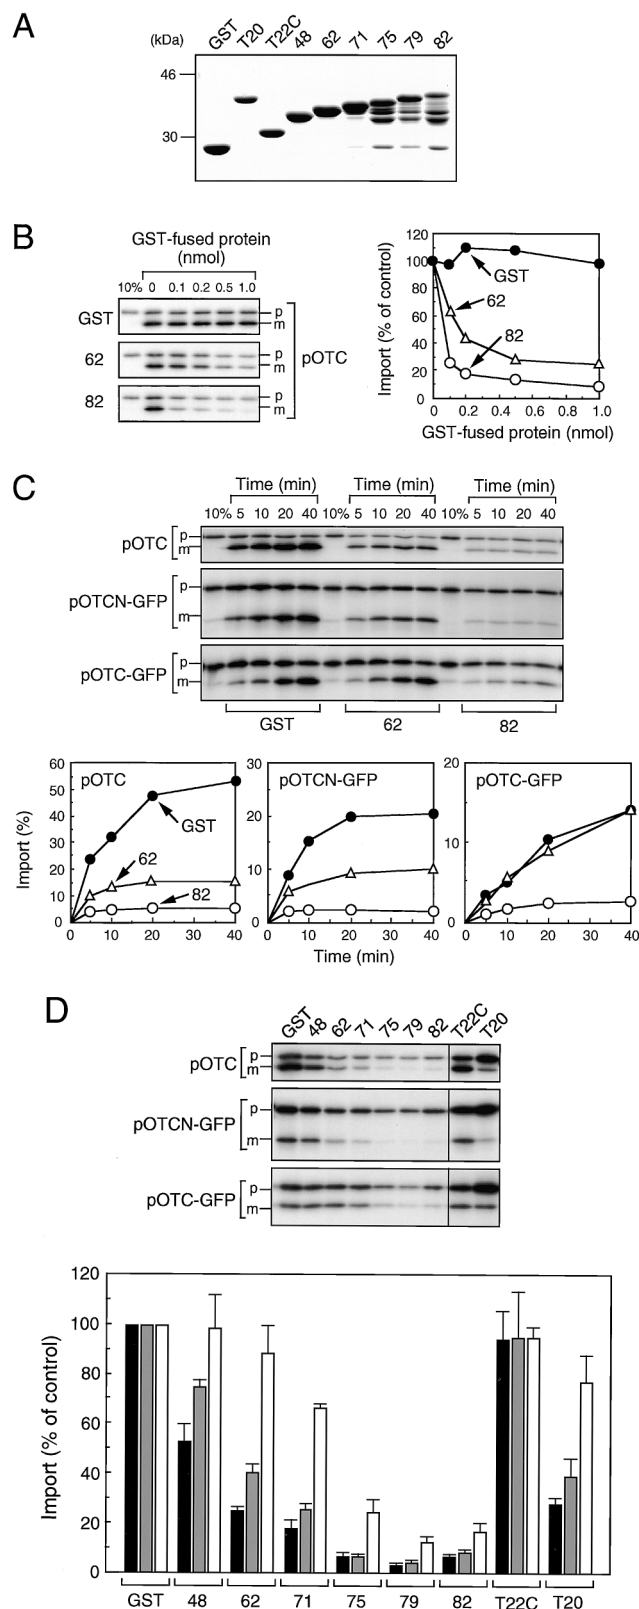 A
(kDa) GST T20 T22C 48 62 71 75 79 82
46
30
B
GST-fused protein
(nmol)
10% 0 0.1 0.2 0.5 1.0
GST p
m
62 p
m
pOTC
82 p
m
Import (% of control)
120
100
80
60
40
20
0
GST
62
82
0 0.2 0.4 0.6 0.8 1.0
GST-fused protein (nmol)
C
Time (min) Time (min) Time (min)
10% 5 10 20 40 10% 5 10 20 40 10% 5 10 20 40
pOTC p
m
pOTCN-GFP p
m
pOTC-GFP p
m
GST 62 82
Import (%)
60
50
40
30
20
10
0
pOTC
GST
62
82
0 10 20 30 40
30
20
10
0
pOTCN-GFP
0 10 20 30 40
20
10
0
pOTC-GFP
0 10 20 30 40
Time (min)
D
GST 48 62 71 75 79 82 T22C T20
pOTC p
m
pOTCN-GFP p
m
pOTC-GFP p
m
Import (% of control)
120
100
80
60
40
20
0
GST 48 62 71 75 79 82 T22C T20